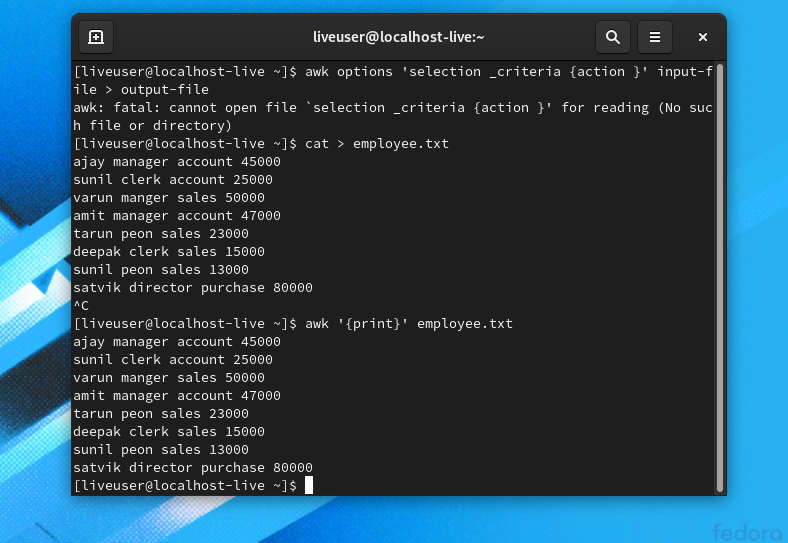 liveuser@localhost-live:~
[liveuser@localhost-live ~]$ awk options 'selection _criteria {action }' input-f
ile > output-file
awk: fatal: cannot open file `selection _criteria {action }' for reading (No suc
h file or directory)
[liveuser@localhost-live ~]$ cat > employee.txt
ajay manager account 45000
sunil clerk account 25000
varun manger sales 50000
amit manager account 47000
tarun peon sales 23000
deepak clerk sales 15000
sunil peon sales 13000
satvik director purchase 80000
^C
[liveuser@localhost-live ~]$ awk '{print}' employee.txt
ajay manager account 45000
sunil clerk account 25000
varun manger sales 50000
amit manager account 47000
tarun peon sales 23000
deepak clerk sales 15000
sunil peon sales 13000
satvik director purchase 80000
[liveuser@localhost-live ~]$
fedora